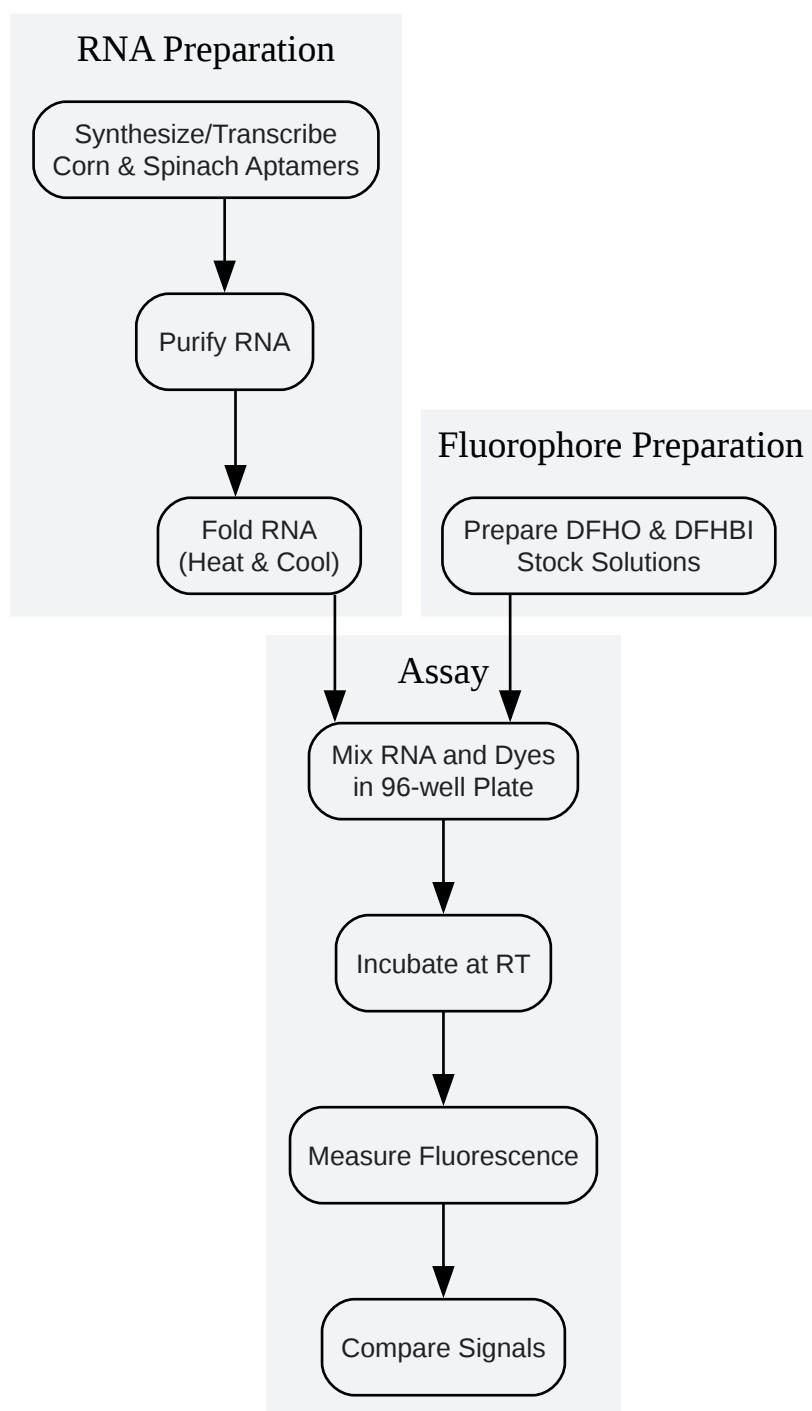 RNA Preparation
Synthesize/Transcribe
Corn & Spinach Aptamers
Purify RNA
Fold RNA
(Heat & Cool)
Fluorophore Preparation
Prepare DFHO & DFHBI
Stock Solutions
Assay
Mix RNA and Dyes
in 96-well Plate
Incubate at RT
Measure Fluorescence
Compare Signals